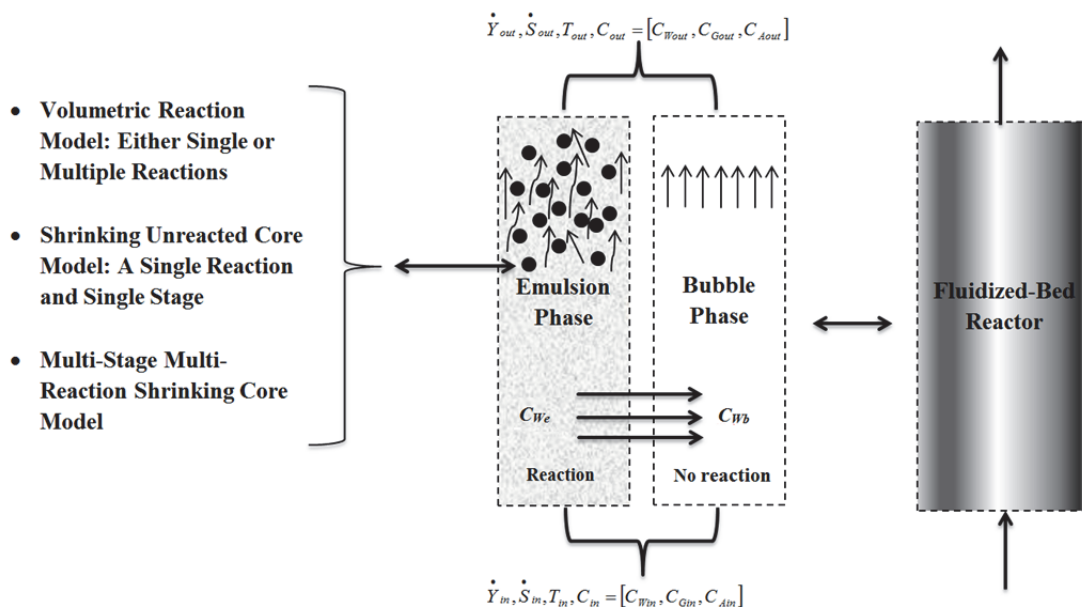 Ẏout, Ṡout, Tout, Cout = [CWout, CGout, CAout]
• Volumetric Reaction
Model: Either Single or
Multiple Reactions
• Shrinking Unreacted Core
Model: A Single Reaction
and Single Stage
• Multi-Stage Multi-
Reaction Shrinking Core
Model
Emulsion
Phase
CWe
Reaction
Bubble
Phase
CWb
No reaction
Fluidized-Bed
Reactor
Ẏin, Ṡin, Tin, Cin = [CWin, CGin, CAin]